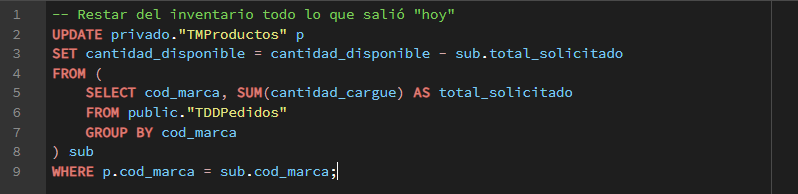 1 -- Restar del inventario todo lo que salió "hoy"
2 UPDATE privado."TMProductos" p
3 SET cantidad_disponible = cantidad_disponible - sub.total_solicitado
4 FROM (
5     SELECT cod_marca, SUM(cantidad_cargue) AS total_solicitado
6     FROM public."TDDPedidos"
7     GROUP BY cod_marca
8 ) sub
9 WHERE p.cod_marca = sub.cod_marca;